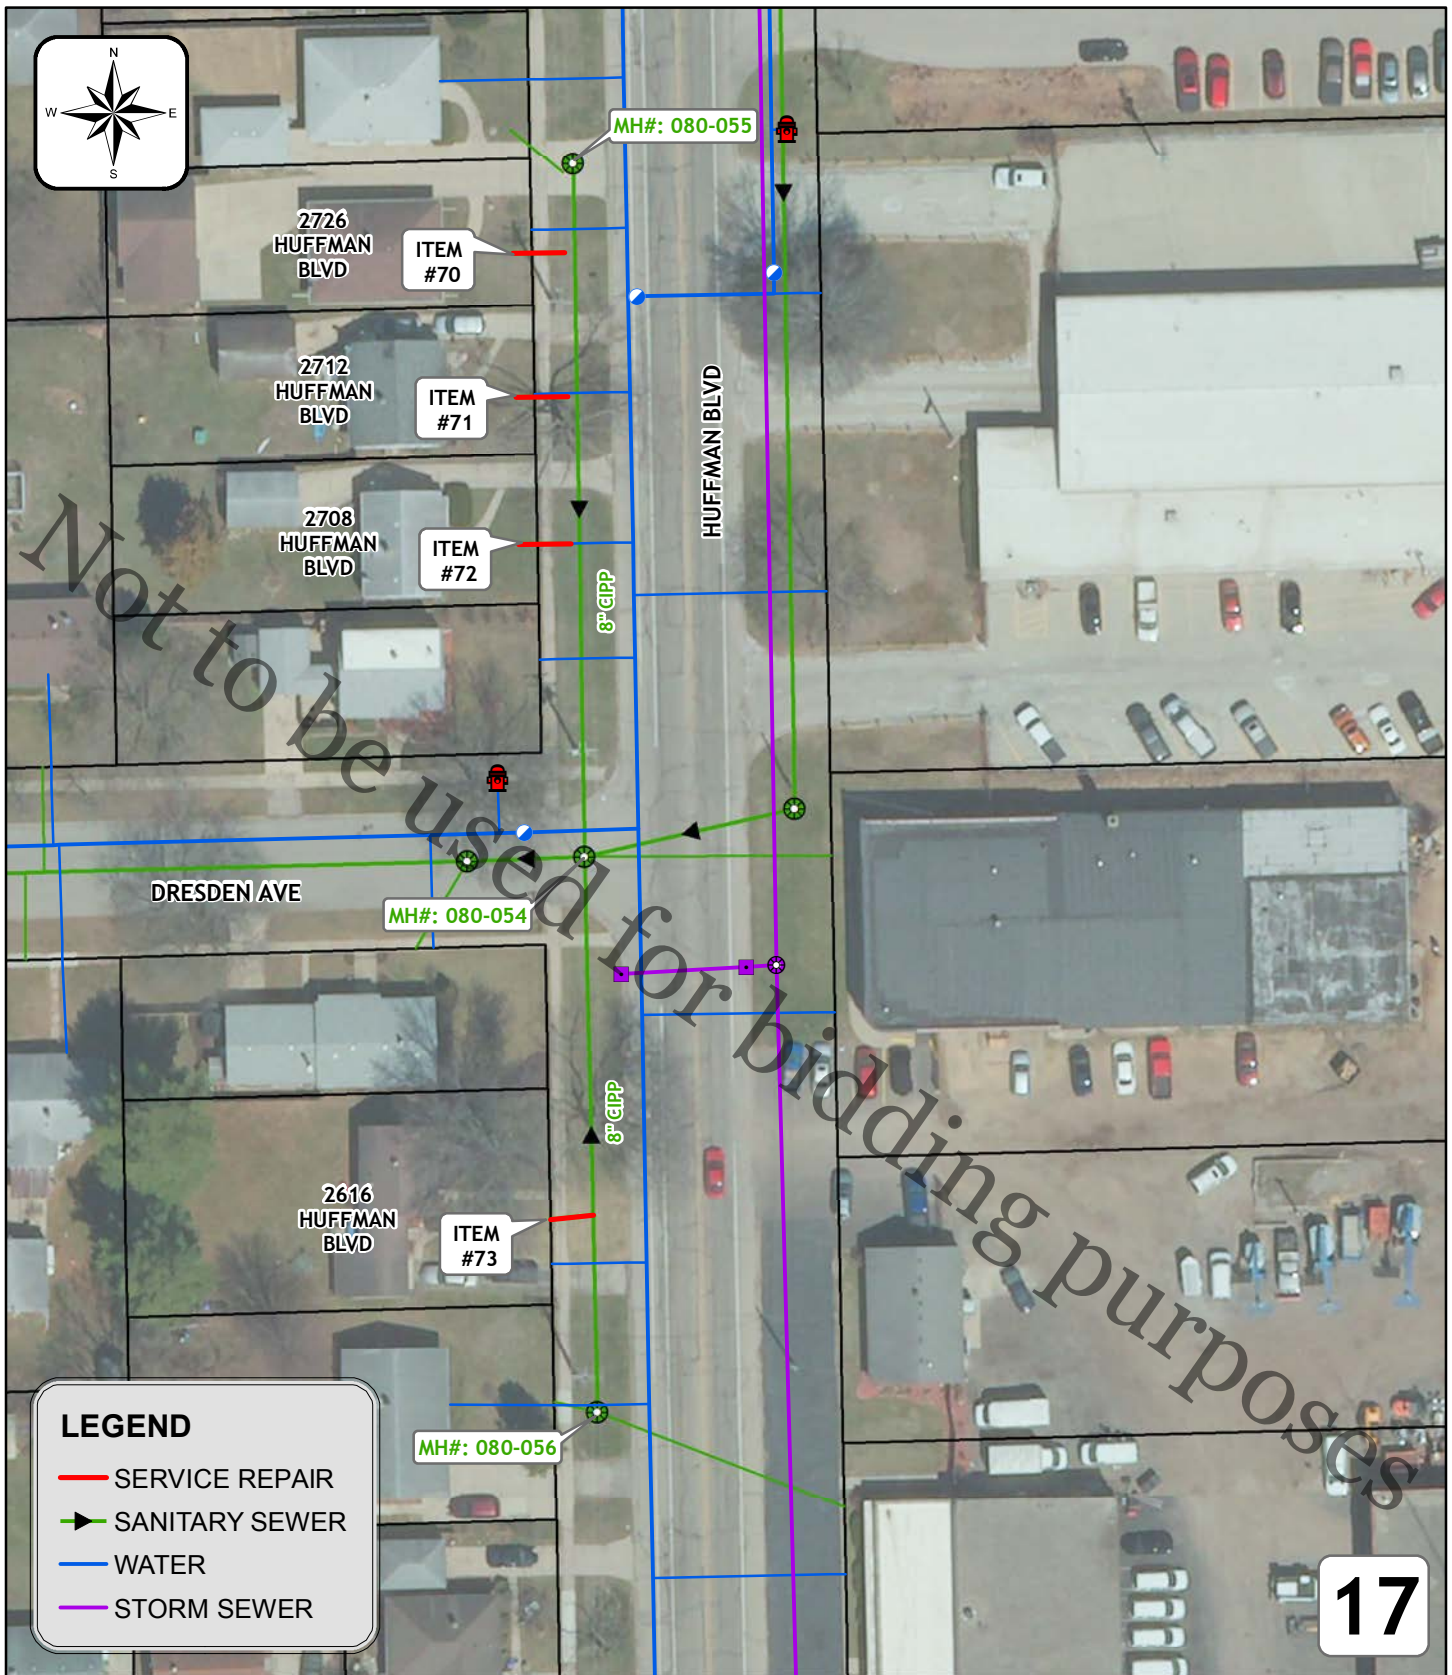 N
W E
S
MH#: 080-055
2726
HUFFMAN
BLVD
ITEM
#70
2712
HUFFMAN
BLVD
ITEM
#71
HUFFMAN BLVD
2708
HUFFMAN
BLVD
ITEM
#72
8" CIPP
Not to be used for bidding purposes
DRESDEN AVE
MH#: 080-054
8" CIPP
2616
HUFFMAN
BLVD
ITEM
#73
MH#: 080-056
LEGEND
SERVICE REPAIR
SANITARY SEWER
WATER
STORM SEWER
17